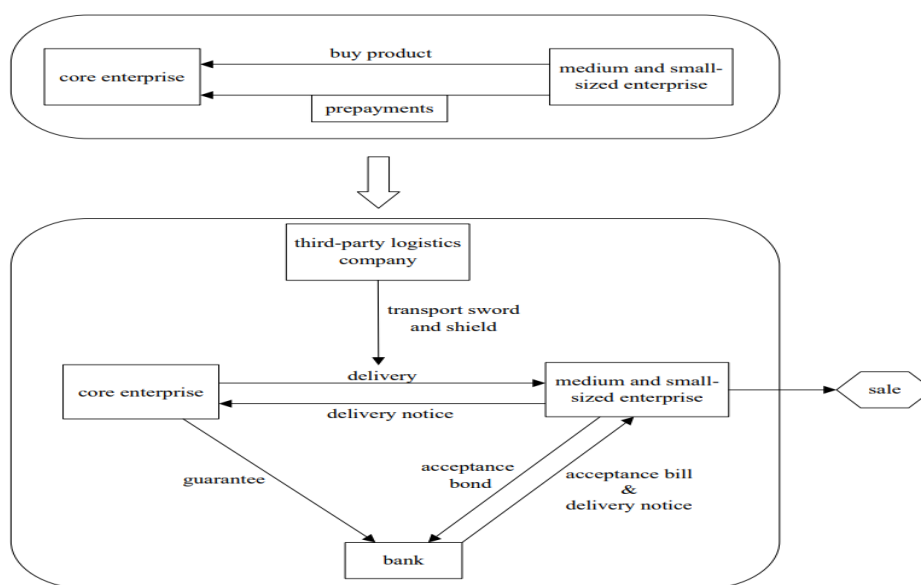 buy product
core enterprise
medium and small-
sized enterprise
prepayments
third-party logistics
company
transport sword
and shield
core enterprise
delivery
medium and small-
sized enterprise
sale
delivery notice
guarantee
acceptance
bond
acceptance bill
&
delivery notice
bank